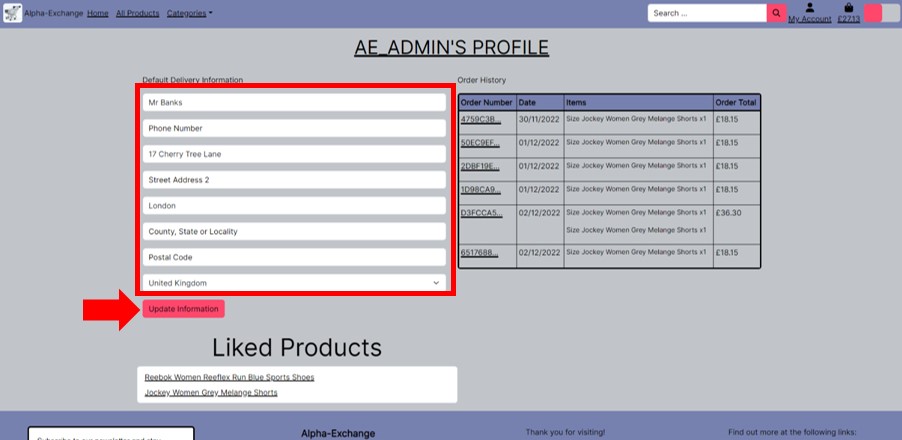 Alpha-Exchange Home All Products Categories
Search ...
My Account £27.13
AE_ADMIN'S PROFILE
Default Delivery Information
Mr Banks
Phone Number
17 Cherry Tree Lane
Street Address 2
London
County, State or Locality
Postal Code
United Kingdom
Update Information
Order History
Order Number Date Items Order Total
4759C3B... 30/11/2022 Size Jockey Women Grey Melange Shorts x1 £18.15
50EC9EF... 01/12/2022 Size Jockey Women Grey Melange Shorts x1 £18.15
2DBF19E... 01/12/2022 Size Jockey Women Grey Melange Shorts x1 £18.15
1D98CA9... 01/12/2022 Size Jockey Women Grey Melange Shorts x1 £18.15
D3FCCA5... 02/12/2022 Size Jockey Women Grey Melange Shorts x1 £36.30
Size Jockey Women Grey Melange Shorts x1
6517688... 02/12/2022 Size Jockey Women Grey Melange Shorts x1 £18.15
Liked Products
Reebok Women Reeflex Run Blue Sports Shoes
Jockey Women Grey Melange Shorts
Subscribe to our newsletter and stay
Alpha-Exchange
Thank you for visiting!
Find out more at the following links: